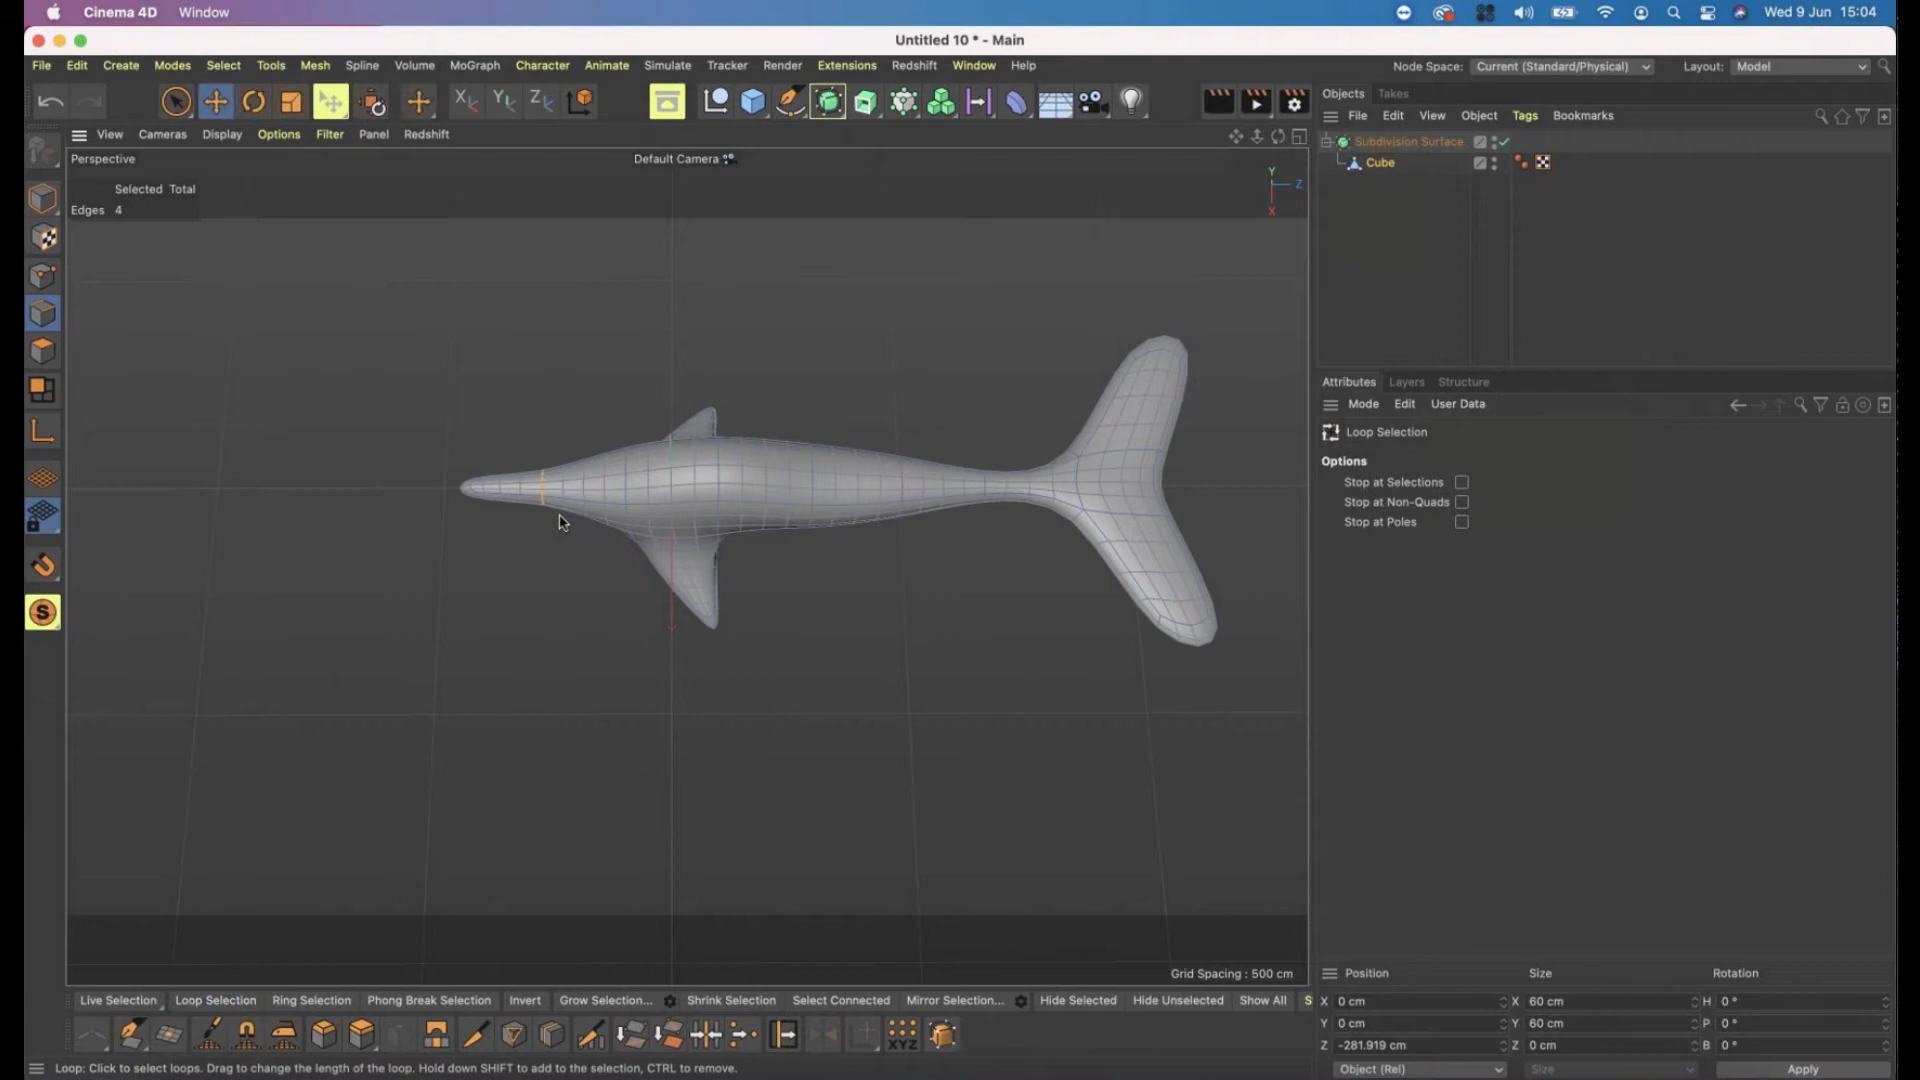 Cinema 4D Window Wed 9 Jun 15:04
Untitled 10 * - Main
File Edit Create Modes Select Tools Mesh Spline Volume MoGraph Character Animate Simulate Tracker Render Extensions Redshift Window Help Node Space: Current (Standard/Physical) Layout: Model
X Y Z
Objects Takes
File Edit View Object Tags Bookmarks
View Cameras Display Options Filter Panel Redshift
Subdivision Surface
Cube
Perspective Default Camera
Selected Total
Edges 4
Y
Z
X
Attributes Layers Structure
Mode Edit User Data
Loop Selection
Options
Stop at Selections
Stop at Non-Quads
Stop at Poles
S
Grid Spacing : 500 cm
Position Size Rotation
Live Selection Loop Selection Ring Selection Phong Break Selection Invert Grow Selection... Shrink Selection Select Connected Mirror Selection... Hide Selected Hide Unselected Show All S
X 0 cm X 60 cm H 0 °
Y 0 cm Y 60 cm P 0 °
Z -281.919 cm Z 0 cm B 0 °
XYZ
Object (Rel) Size Apply
Loop: Click to select loops. Drag to change the length of the loop. Hold down SHIFT to add to the selection, CTRL to remove.